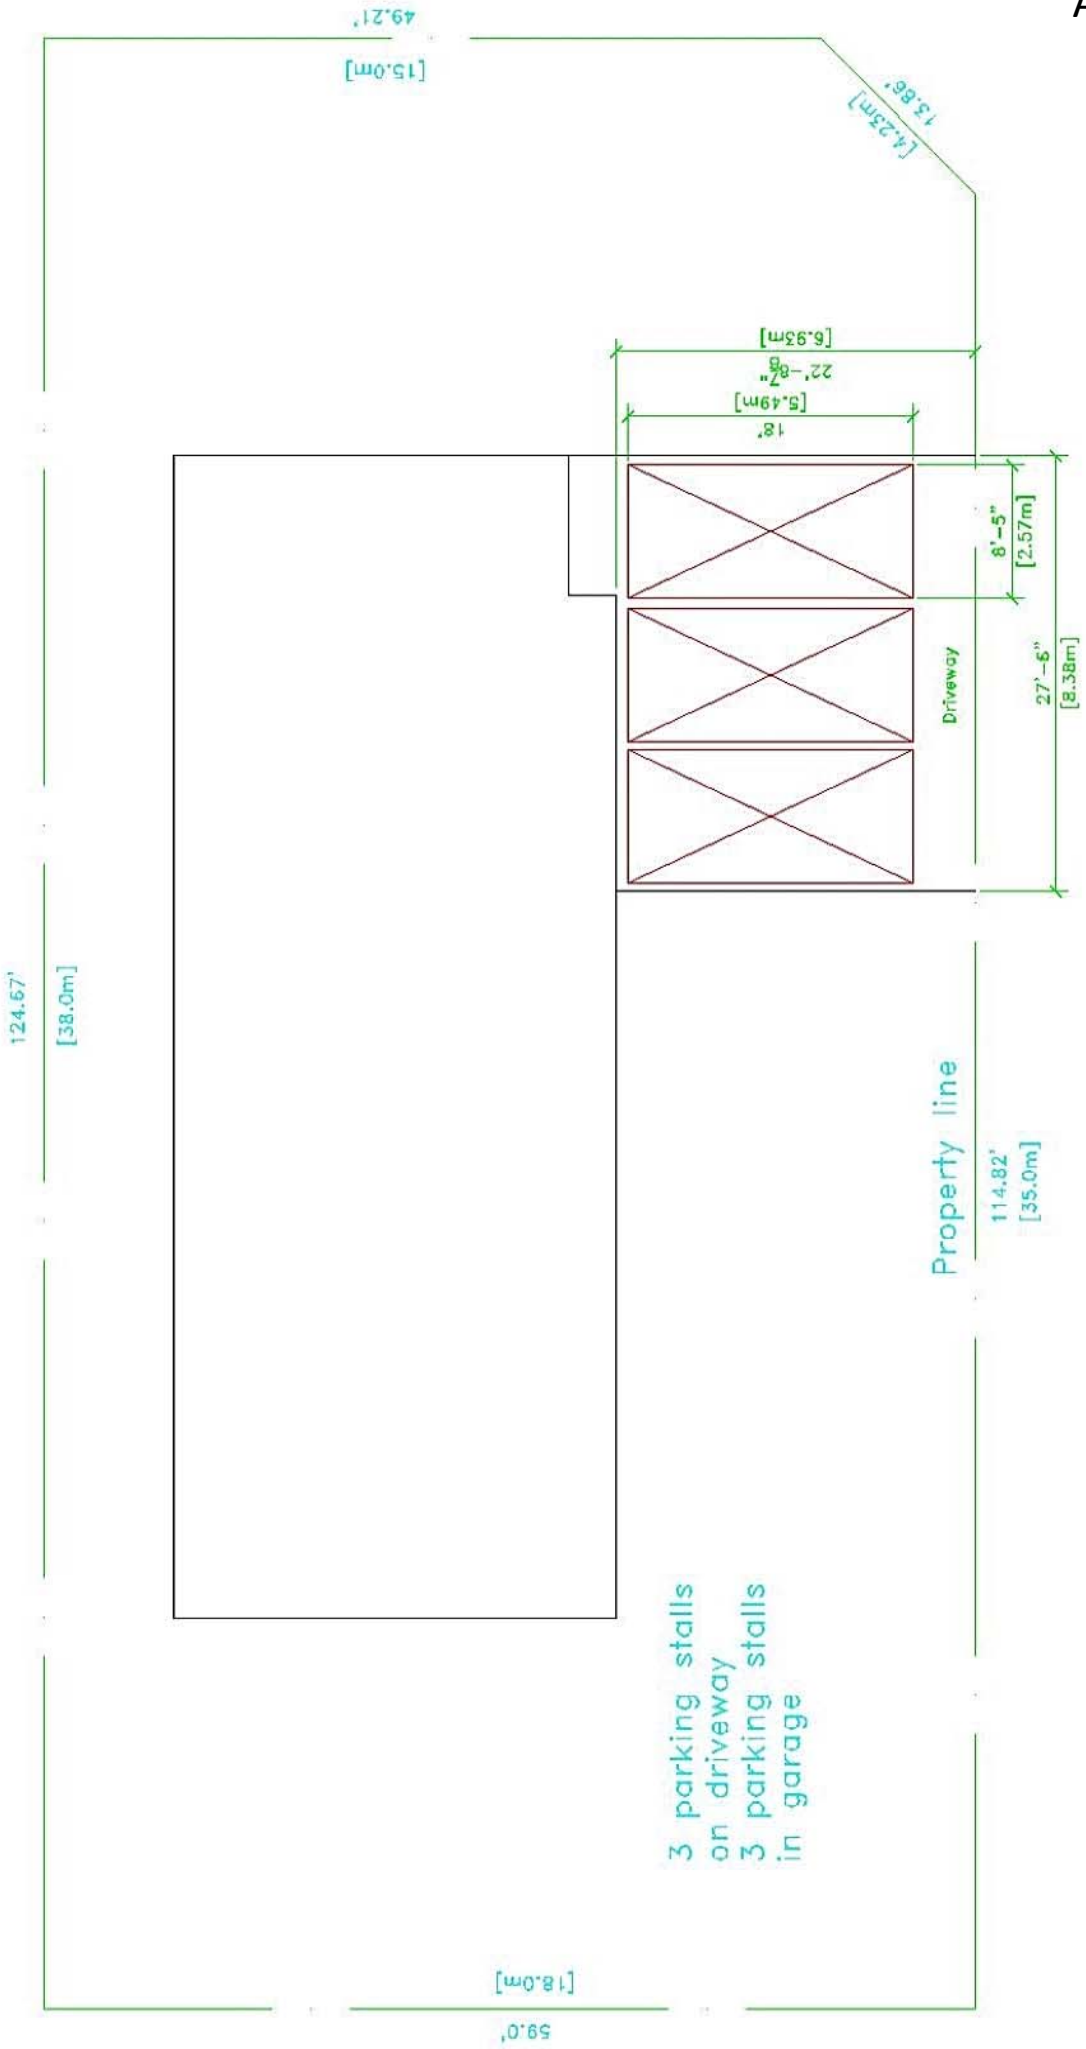 A
49.21'
[15.0m]
13.86'
[4.23m]
[6.93m]
22'-8 7/8"
[5.49m]
18'
8'-5"
[2.57m]
27'-6"
[8.38m]
Driveway
124.67'
[38.0m]
Property line
114.82'
[35.0m]
3 parking stalls
on driveway
3 parking stalls
in garage
[18.0m]
59.0'